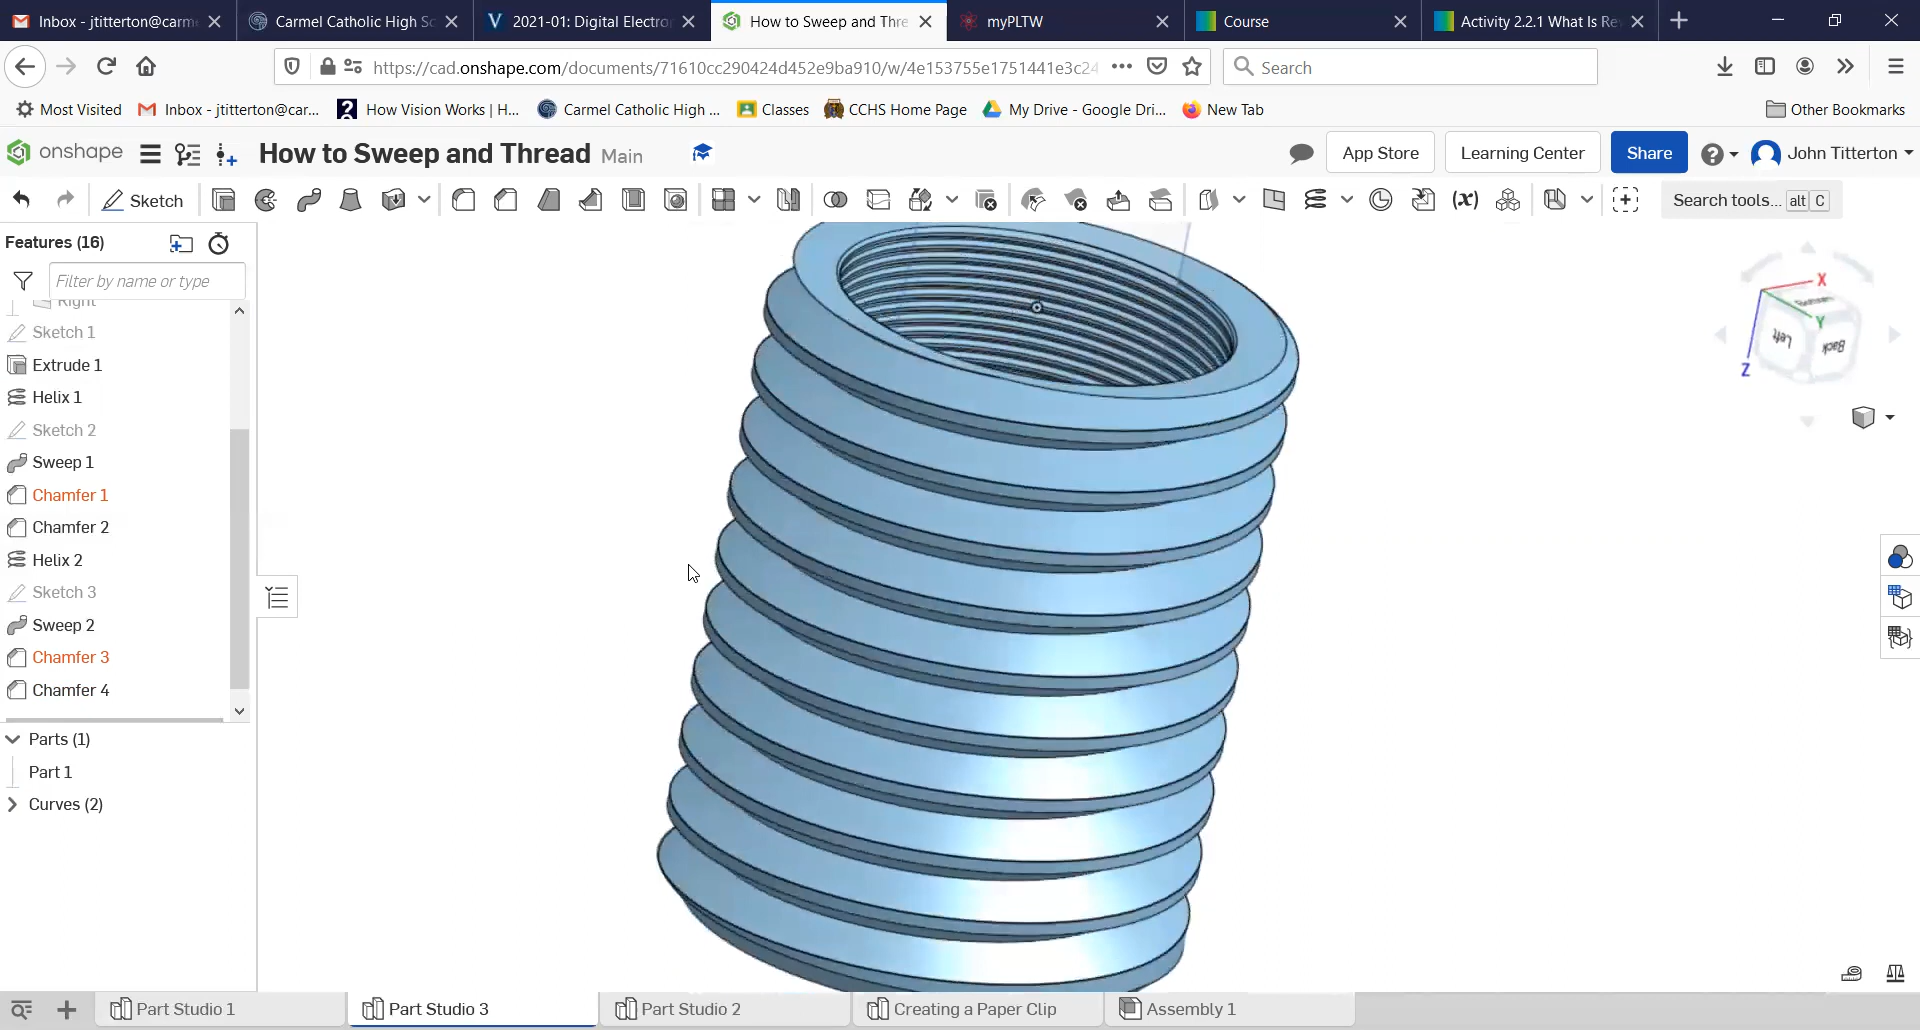 Inbox - jtitterton@carm
Carmel Catholic High Sc
2021-01: Digital Electro
How to Sweep and Thre
myPLTW
Course
Activity 2.2.1 What Is Re
https://cad.onshape.com/documents/71610cc290424d452e9ba910/w/4e153755e1751441e3c24
Search
Most Visited
Inbox - jtitterton@car...
How Vision Works | H...
Carmel Catholic High ...
Classes
CCHS Home Page
My Drive - Google Dri...
New Tab
Other Bookmarks
onshape
How to Sweep and Thread Main
App Store
Learning Center
Share
John Titterton
Sketch
(x)
Search tools... alt C
Features (16)
Filter by name or type
Right
Sketch 1
Extrude 1
Helix 1
Sketch 2
Sweep 1
Chamfer 1
Chamfer 2
Helix 2
Sketch 3
Sweep 2
Chamfer 3
Chamfer 4
Parts (1)
Part 1
Curves (2)
X
Bottom
Y
Left
Back
Z
Part Studio 1
Part Studio 3
Part Studio 2
Creating a Paper Clip
Assembly 1